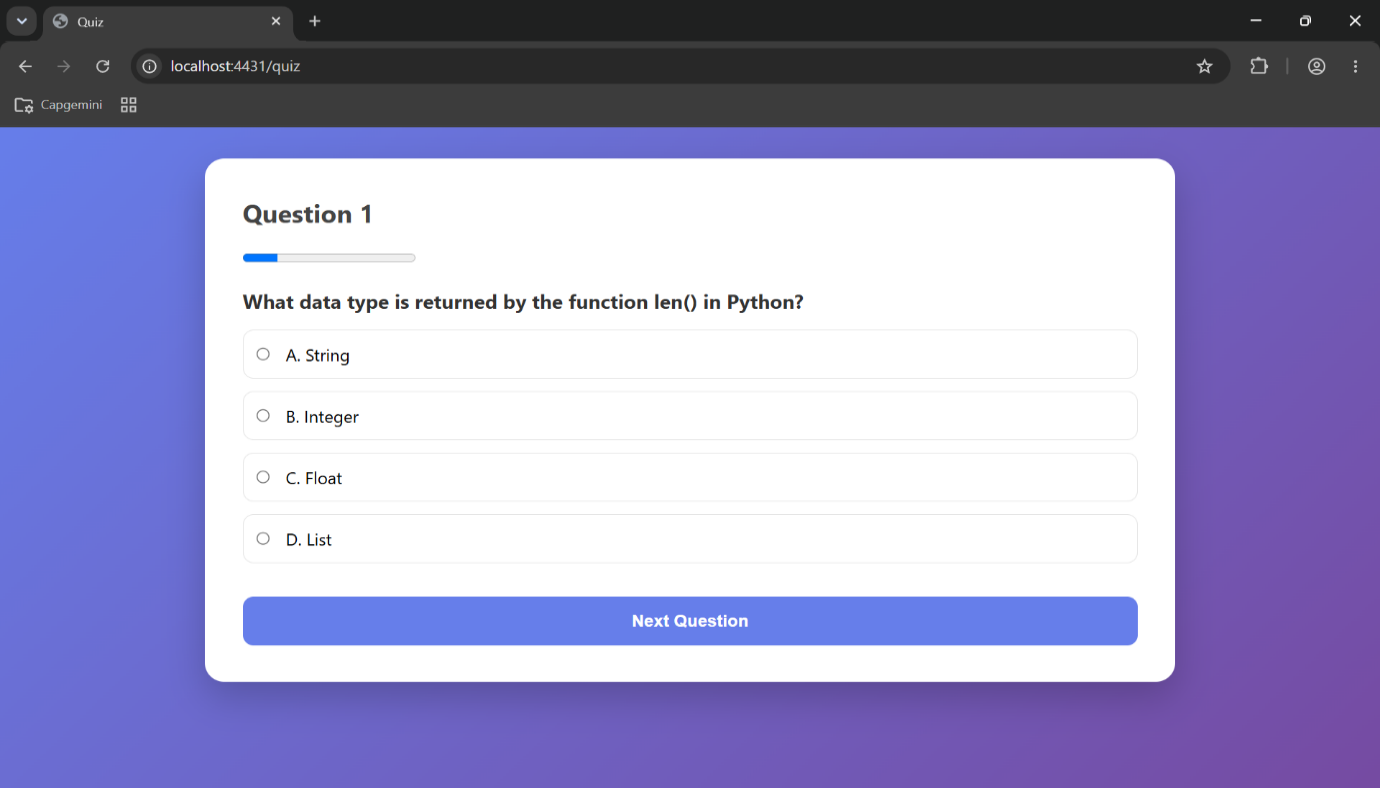 Quiz
localhost:4431/quiz
Capgemini
Question 1
What data type is returned by the function len() in Python?
A. String
B. Integer
C. Float
D. List
Next Question